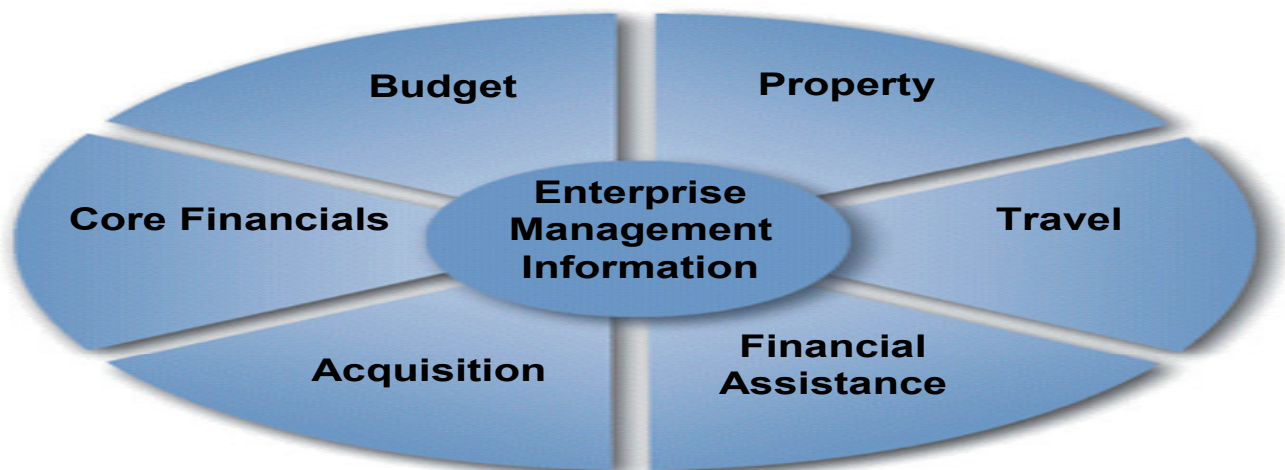 Budget
Property
Core Financials
Enterprise
Management
Information
Travel
Acquisition
Financial
Assistance